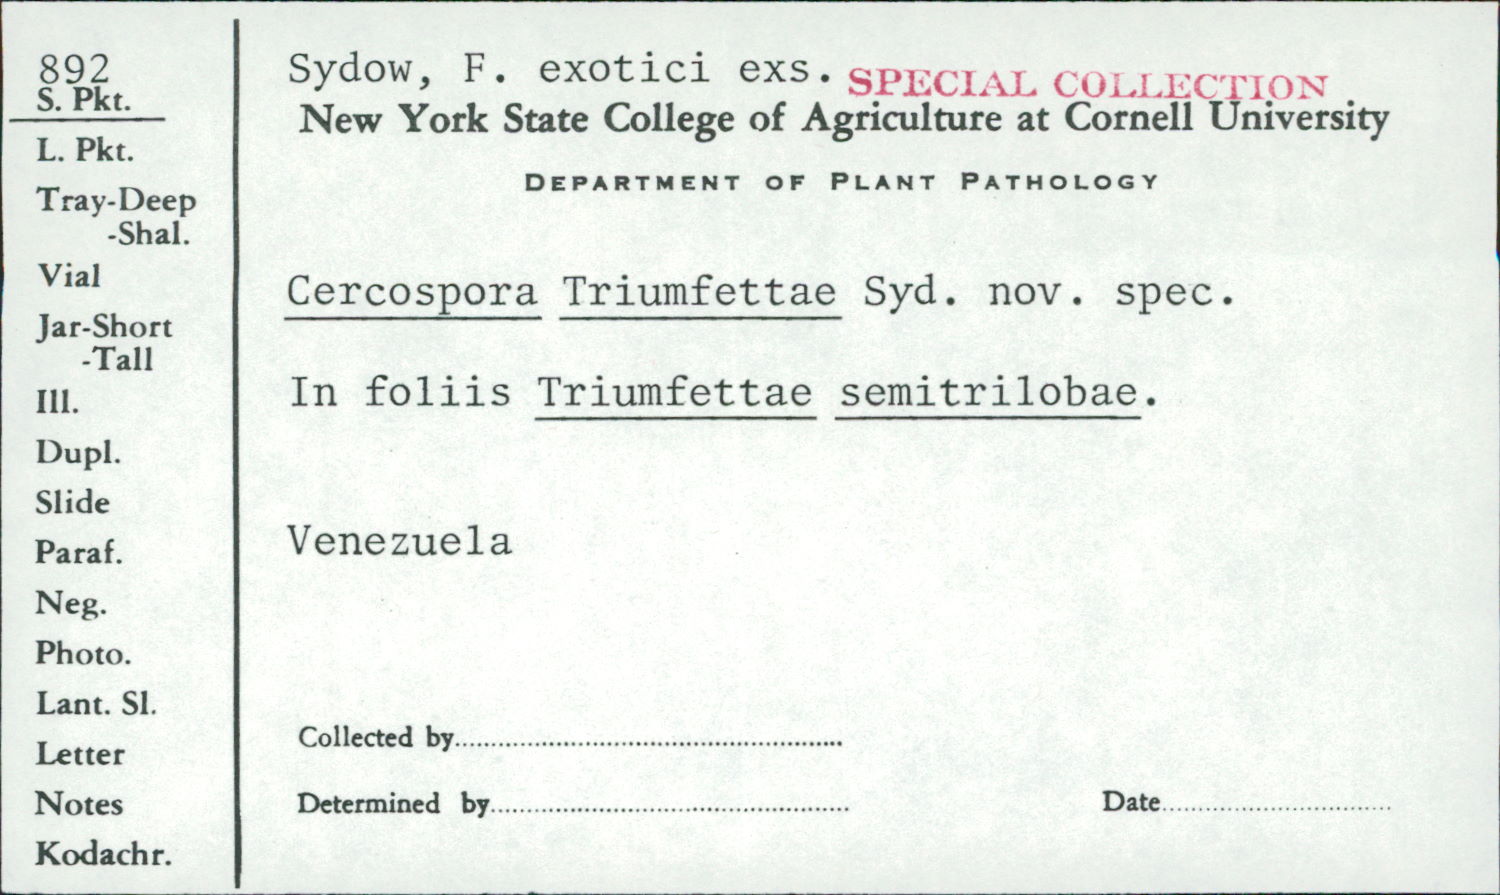 892
S. Pkt.
L. Pkt.
Tray-Deep
-Shal.
Vial
Jar-Short
-Tall
Ill.
Dupl.
Slide
Paraf.
Neg.
Photo.
Lant. Sl.
Letter
Notes
Kodachr.
Sydow, F. exotici exs. SPECIAL COLLECTION
New York State College of Agriculture at Cornell University
DEPARTMENT OF PLANT PATHOLOGY
Cercospora Triumfettae Syd. nov. spec.
In foliis Triumfettae semitrilobae.
Venezuela
Collected by
Determined by Date